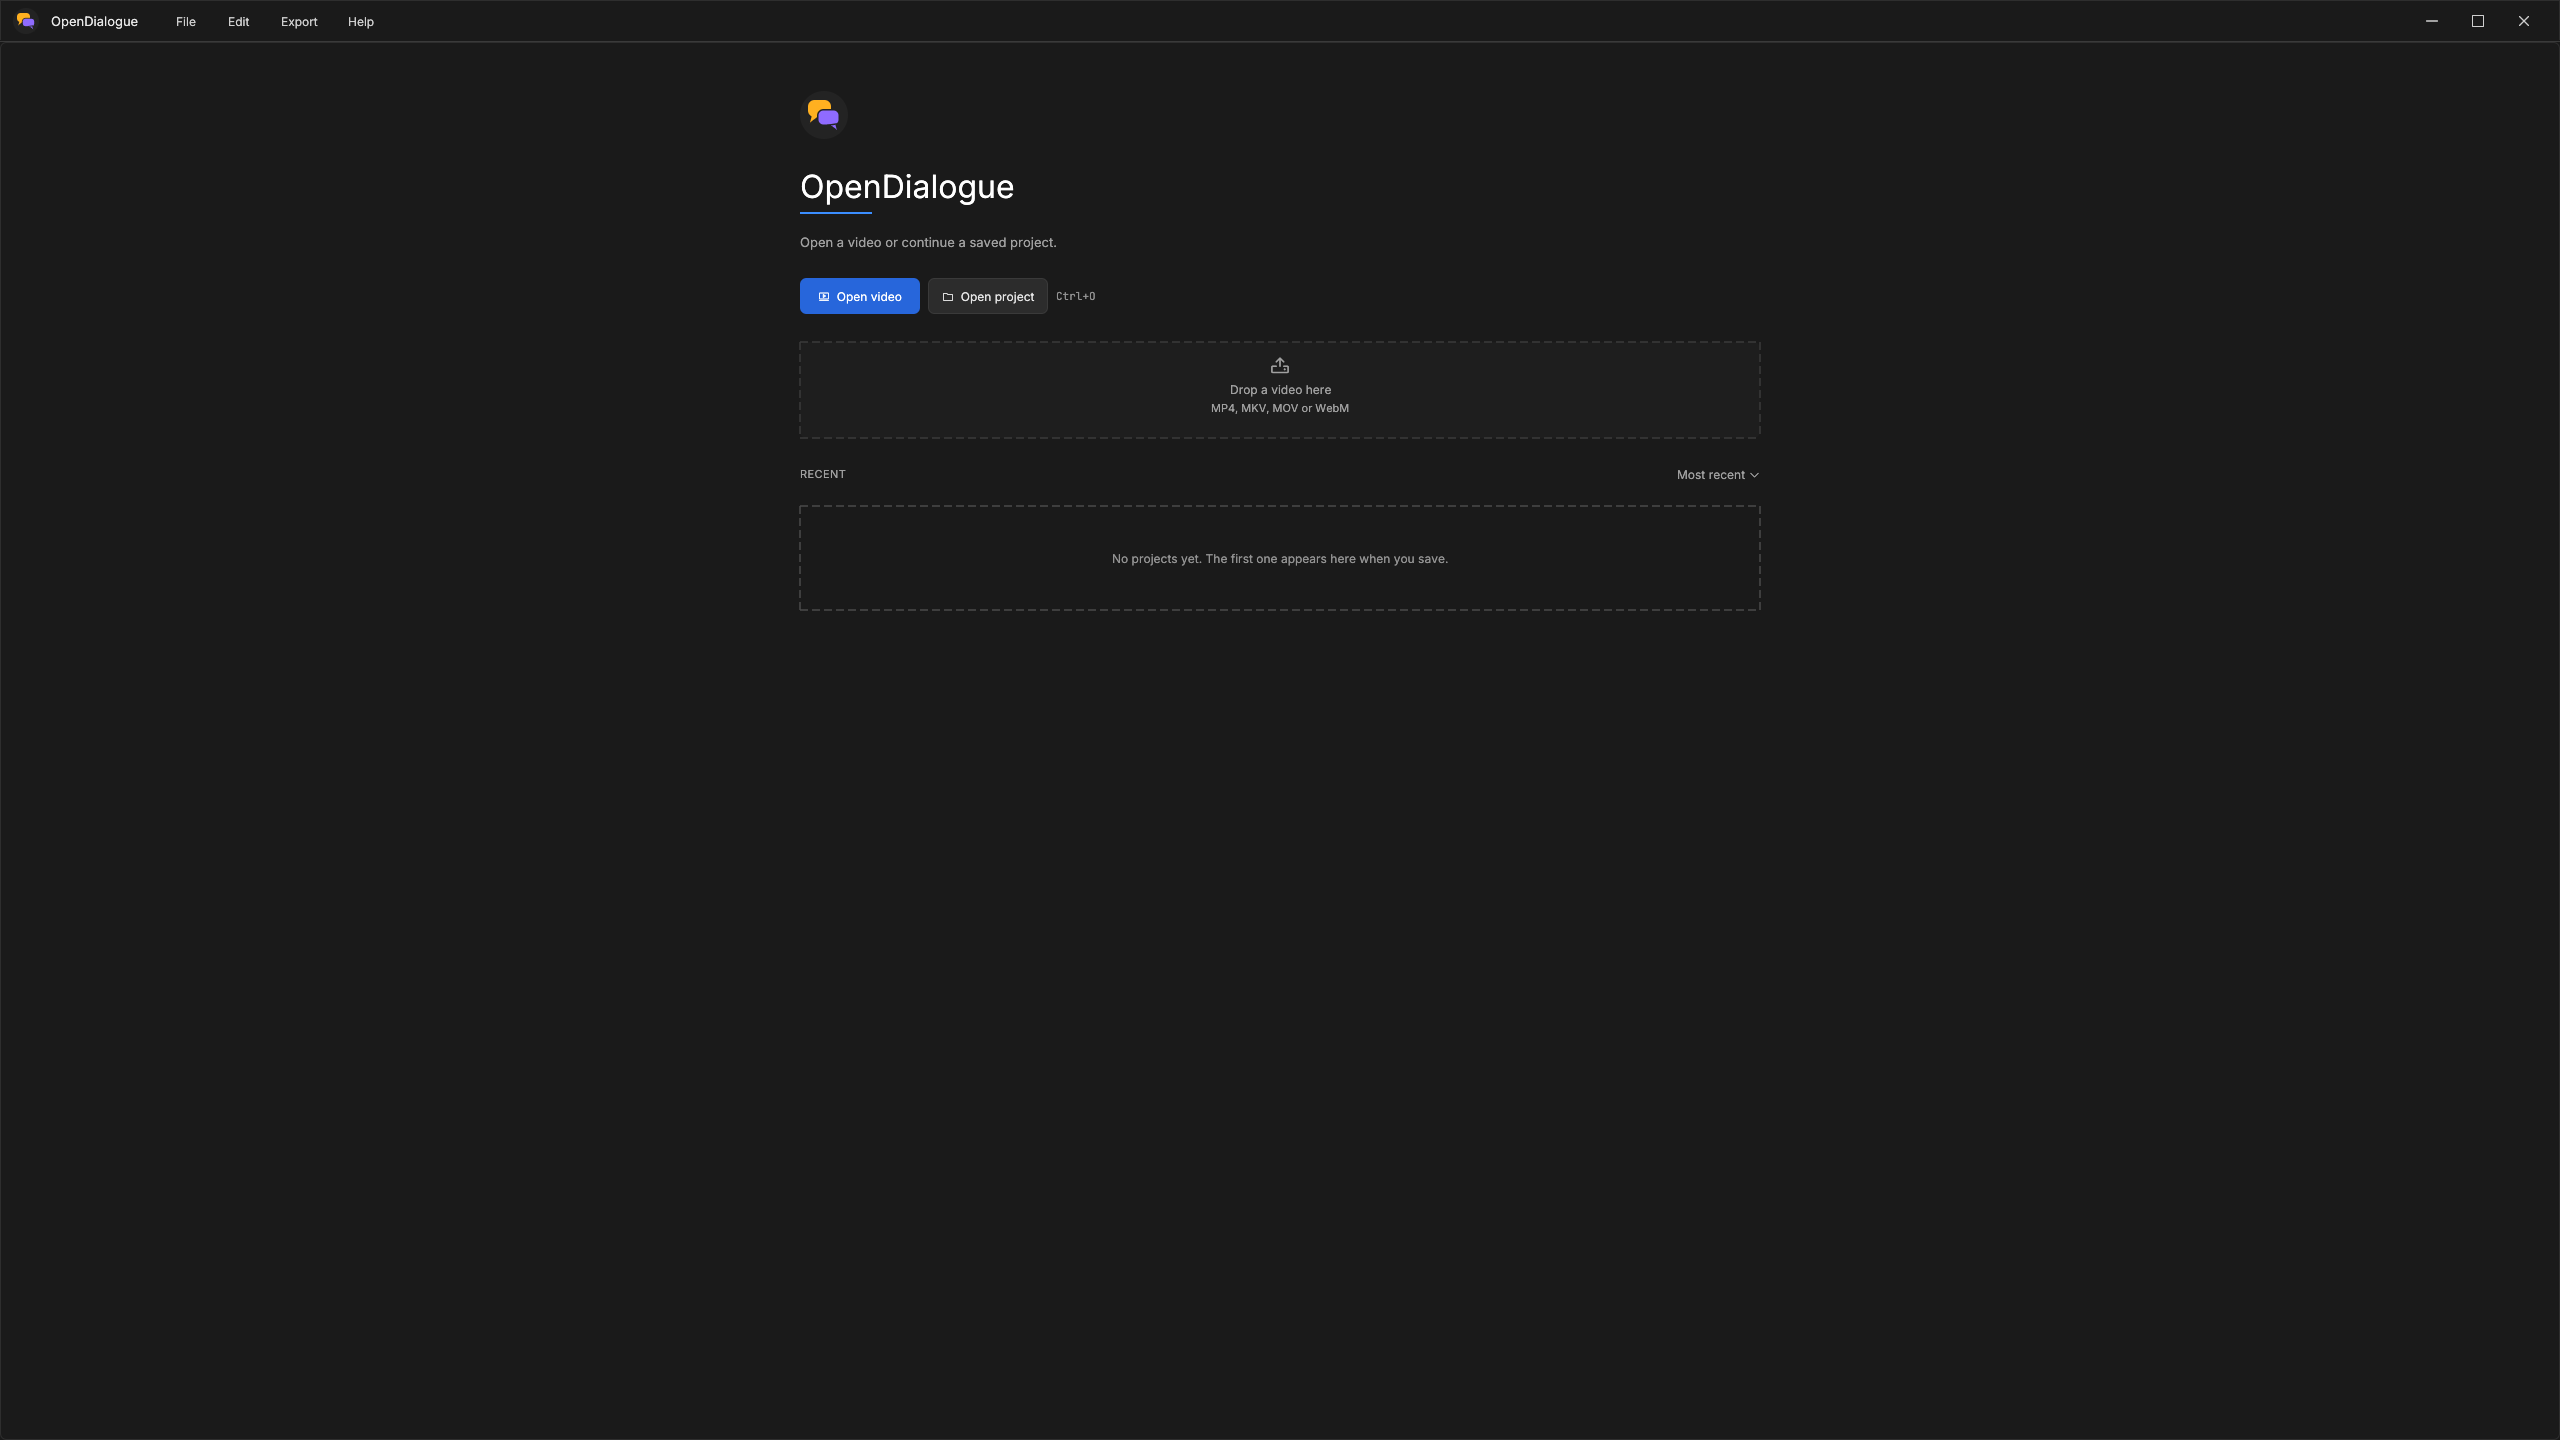 OpenDialogue File Edit Export Help
OpenDialogue
Open a video or continue a saved project.
Open video Open project Ctrl+O
Drop a video here
MP4, MKV, MOV or WebM
RECENT Most recent
No projects yet. The first one appears here when you save.